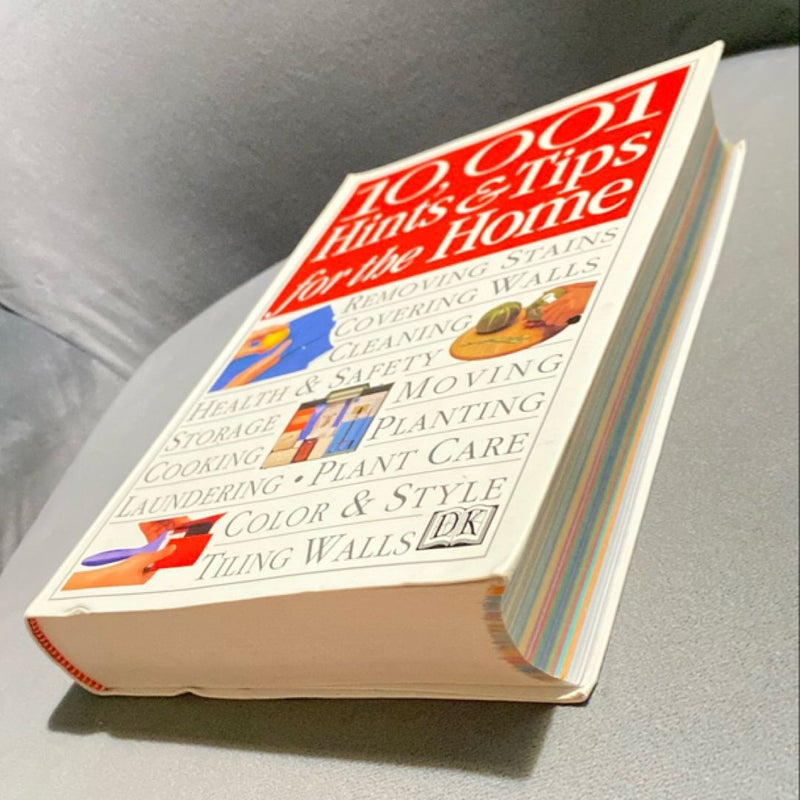 10,001
Hints & Tips
for the Home
REMOVING STAINS
COVERING WALLS
CLEANING
HEALTH & SAFETY
MOVING
STORAGE
PLANTING
COOKING
LAUNDERING • PLANT CARE
COLOR & STYLE
TILING WALLS
DK